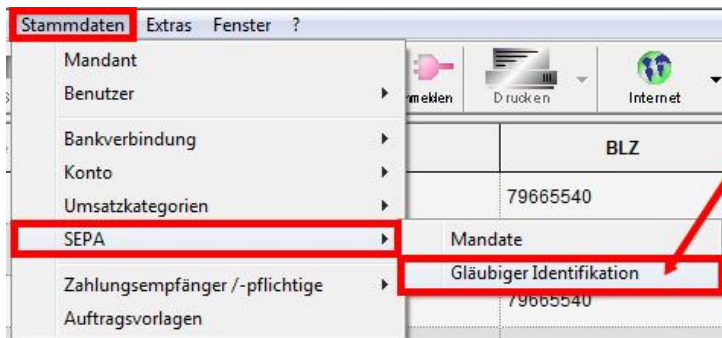 Stammdaten Extras Fenster ?
Mandant
Benutzer
Drucken
Internet
Bankverbindung
BLZ
Konto
Umsatzkategorien
79665540
SEPA
Mandate
Gläubiger Identifikation
Zahlungsempfänger /-pflichtige
79665540
Auftragsvorlagen